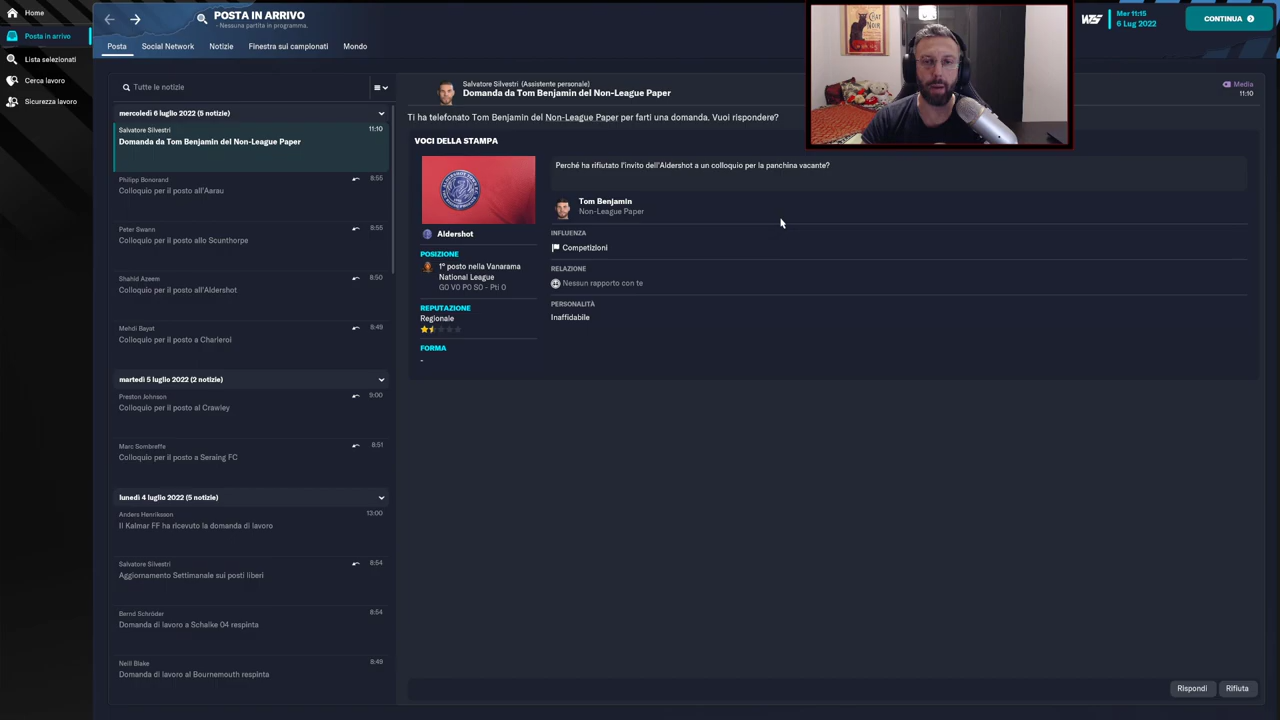 Home
Posta in arrivo
Lista selezionati
Cerca lavoro
Sicurezza lavoro
POSTA IN ARRIVO
- Nessuna partita in programma.
Posta
Social Network
Notizie
Finestra sui campionati
Mondo
Mer 11:15
6 Lug 2022
CONTINUA
CHAT
NOIR
Tutte le notizie
mercoledì 6 luglio 2022 (5 notizie)
Salvatore Silvestri
11:10
Domanda da Tom Benjamin del Non-League Paper
Philipp Bonorand
8:55
Colloquio per il posto all'Aarau
Peter Swann
8:55
Colloquio per il posto allo Scunthorpe
Shahid Azeem
8:50
Colloquio per il posto all'Aldershot
Mehdi Bayat
8:49
Colloquio per il posto a Charleroi
martedì 5 luglio 2022 (2 notizie)
Preston Johnson
9:00
Colloquio per il posto al Crawley
Marc Sombreffe
8:51
Colloquio per il posto a Seraing FC
lunedì 4 luglio 2022 (5 notizie)
Anders Henriksson
13:00
Il Kalmar FF ha ricevuto la domanda di lavoro
Salvatore Silvestri
8:54
Aggiornamento Settimanale sui posti liberi
Bernd Schröder
8:54
Domanda di lavoro a Schalke 04 respinta
Neill Blake
8:49
Domanda di lavoro al Bournemouth respinta
Salvatore Silvestri (Assistente personale)
Domanda da Tom Benjamin del Non-League Paper
Media
11:10
Ti ha telefonato Tom Benjamin del Non-League Paper per farti una domanda. Vuoi rispondere?
VOCI DELLA STAMPA
Aldershot
POSIZIONE
1º posto nella Vanarama
National League
G0 V0 P0 S0 - Pti 0
REPUTAZIONE
Regionale
FORMA
-
Perché ha rifiutato l'invito dell'Aldershot a un colloquio per la panchina vacante?
Tom Benjamin
Non-League Paper
INFLUENZA
Competizioni
RELAZIONE
Nessun rapporto con te
PERSONALITÀ
Inaffidabile
Rispondi
Rifiuta